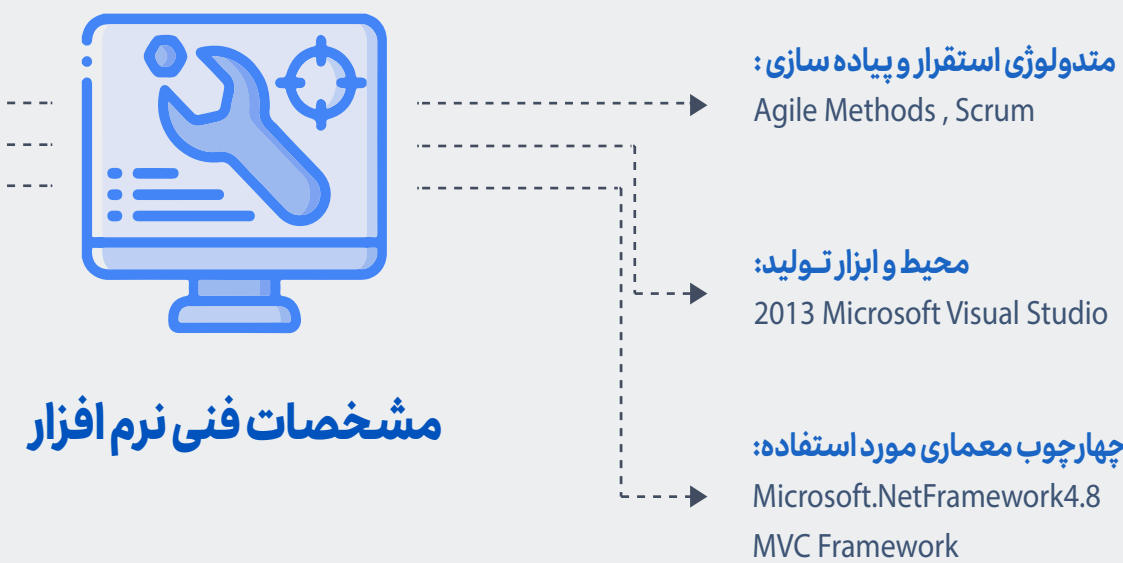 مشخصات فنی نرم افزار
متدولوژی استقرار و پیاده سازی :
Agile Methods , Scrum
محیط و ابزار تـولید:
2013 Microsoft Visual Studio
چهارچوب معماری مورد استفاده:
Microsoft.NetFramework4.8
MVC Framework